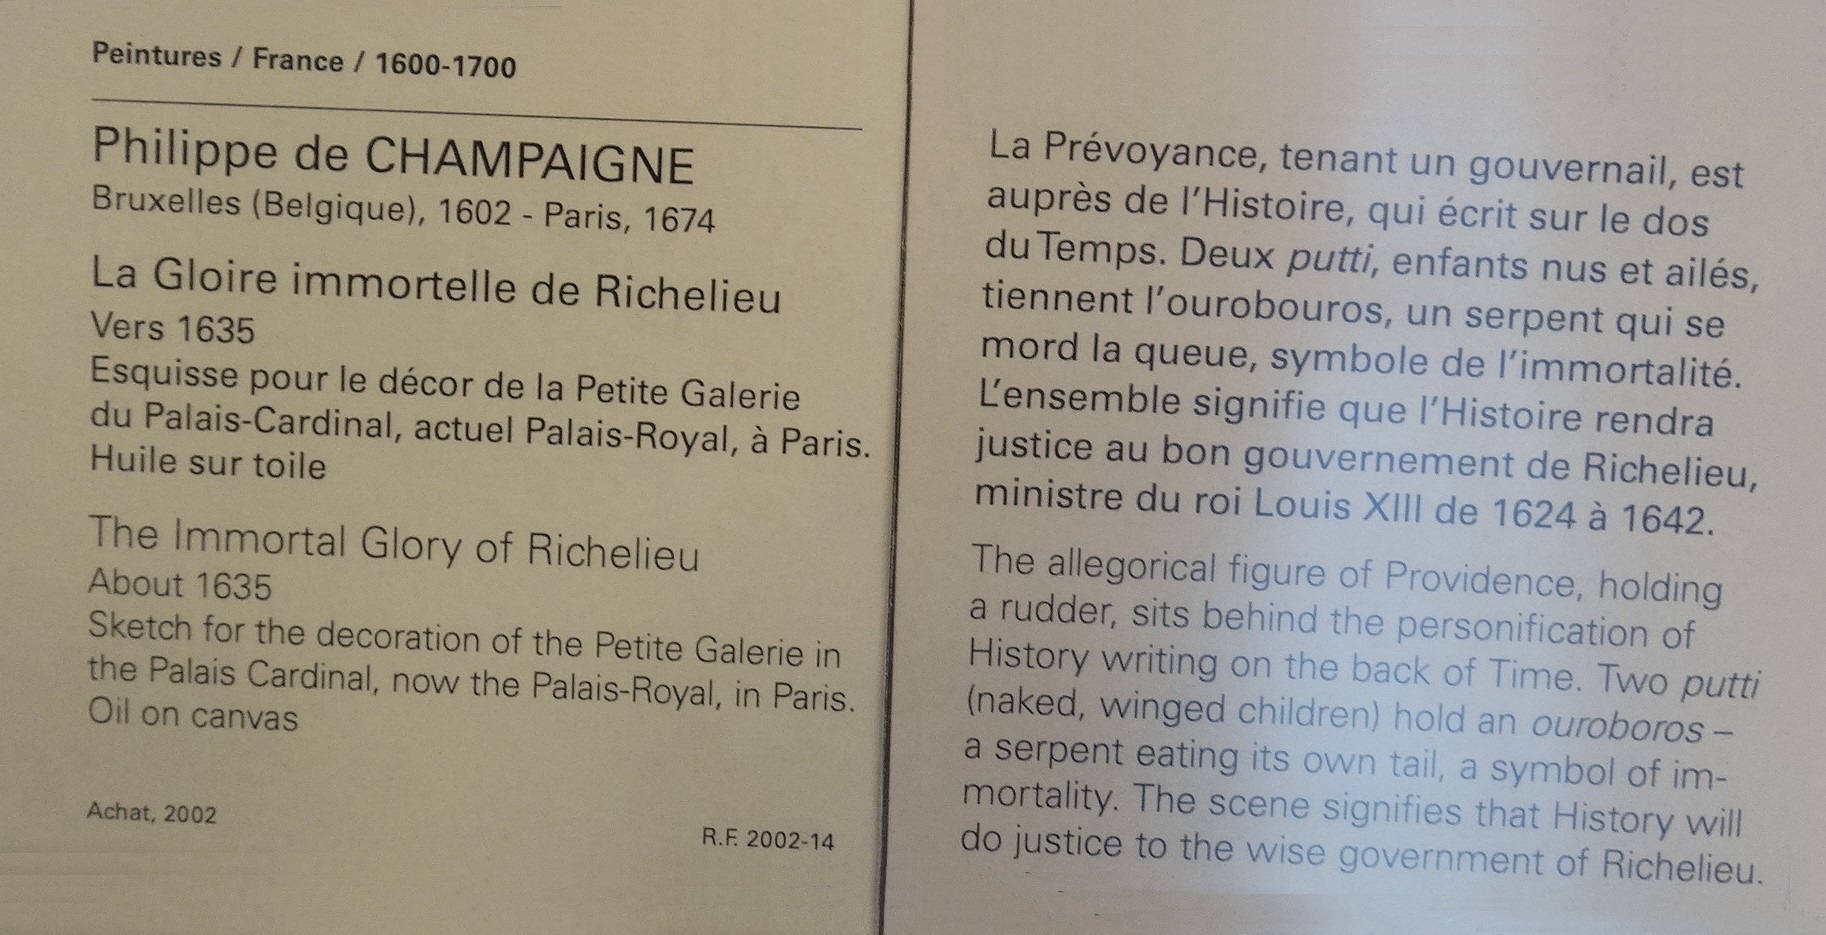 Peintures / France / 1600-1700
Philippe de CHAMPAIGNE
Bruxelles (Belgique), 1602 - Paris, 1674
La Gloire immortelle de Richelieu
Vers 1635
Esquisse pour le décor de la Petite Galerie
du Palais-Cardinal, actuel Palais-Royal, à Paris.
Huile sur toile
The Immortal Glory of Richelieu
About 1635
Sketch for the decoration of the Petite Galerie in
the Palais Cardinal, now the Palais-Royal, in Paris.
Oil on canvas
Achat, 2002
R.F. 2002-14
La Prévoyance, tenant un gouvernail, est
auprès de l'Histoire, qui écrit sur le dos
du Temps. Deux putti, enfants nus et ailés,
tiennent l'ourobouros, un serpent qui se
mord la queue, symbole de l'immortalité.
L'ensemble signifie que l'Histoire rendra
justice au bon gouvernement de Richelieu,
ministre du roi Louis XIII de 1624 à 1642.
The allegorical figure of Providence, holding
a rudder, sits behind the personification of
History writing on the back of Time. Two putti
(naked, winged children) hold an ouroboros –
a serpent eating its own tail, a symbol of im-
mortality. The scene signifies that History will
do justice to the wise government of Richelieu.